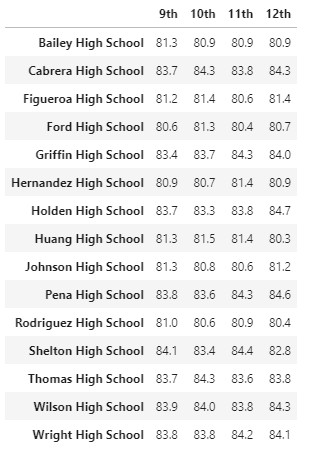 9th 10th 11th 12th
Bailey High School 81.3 80.9 80.9 80.9
Cabrera High School 83.7 84.3 83.8 84.3
Figueroa High School 81.2 81.4 80.6 81.4
Ford High School 80.6 81.3 80.4 80.7
Griffin High School 83.4 83.7 84.3 84.0
Hernandez High School 80.9 80.7 81.4 80.9
Holden High School 83.7 83.3 83.8 84.7
Huang High School 81.3 81.5 81.4 80.3
Johnson High School 81.3 80.8 80.6 81.2
Pena High School 83.8 83.6 84.3 84.6
Rodriguez High School 81.0 80.6 80.9 80.4
Shelton High School 84.1 83.4 84.4 82.8
Thomas High School 83.7 84.3 83.6 83.8
Wilson High School 83.9 84.0 83.8 84.3
Wright High School 83.8 83.8 84.2 84.1